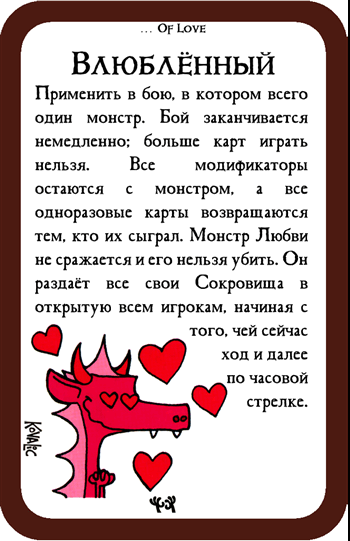 ... Of Love
Влюблённый
Применить в бою, в котором всего
один монстр. Бой заканчивается
немедленно; больше карт играть
нельзя. Все модификаторы
остаются с монстром, а все
одноразовые карты возвращаются
тем, кто их сыграл. Монстр Любви
не сражается и его нельзя убить. Он
раздаёт все свои Сокровища в
открытую всем игрокам, начиная с
того, чей сейчас
ход и далее
по часовой
стрелке.
Kovalic